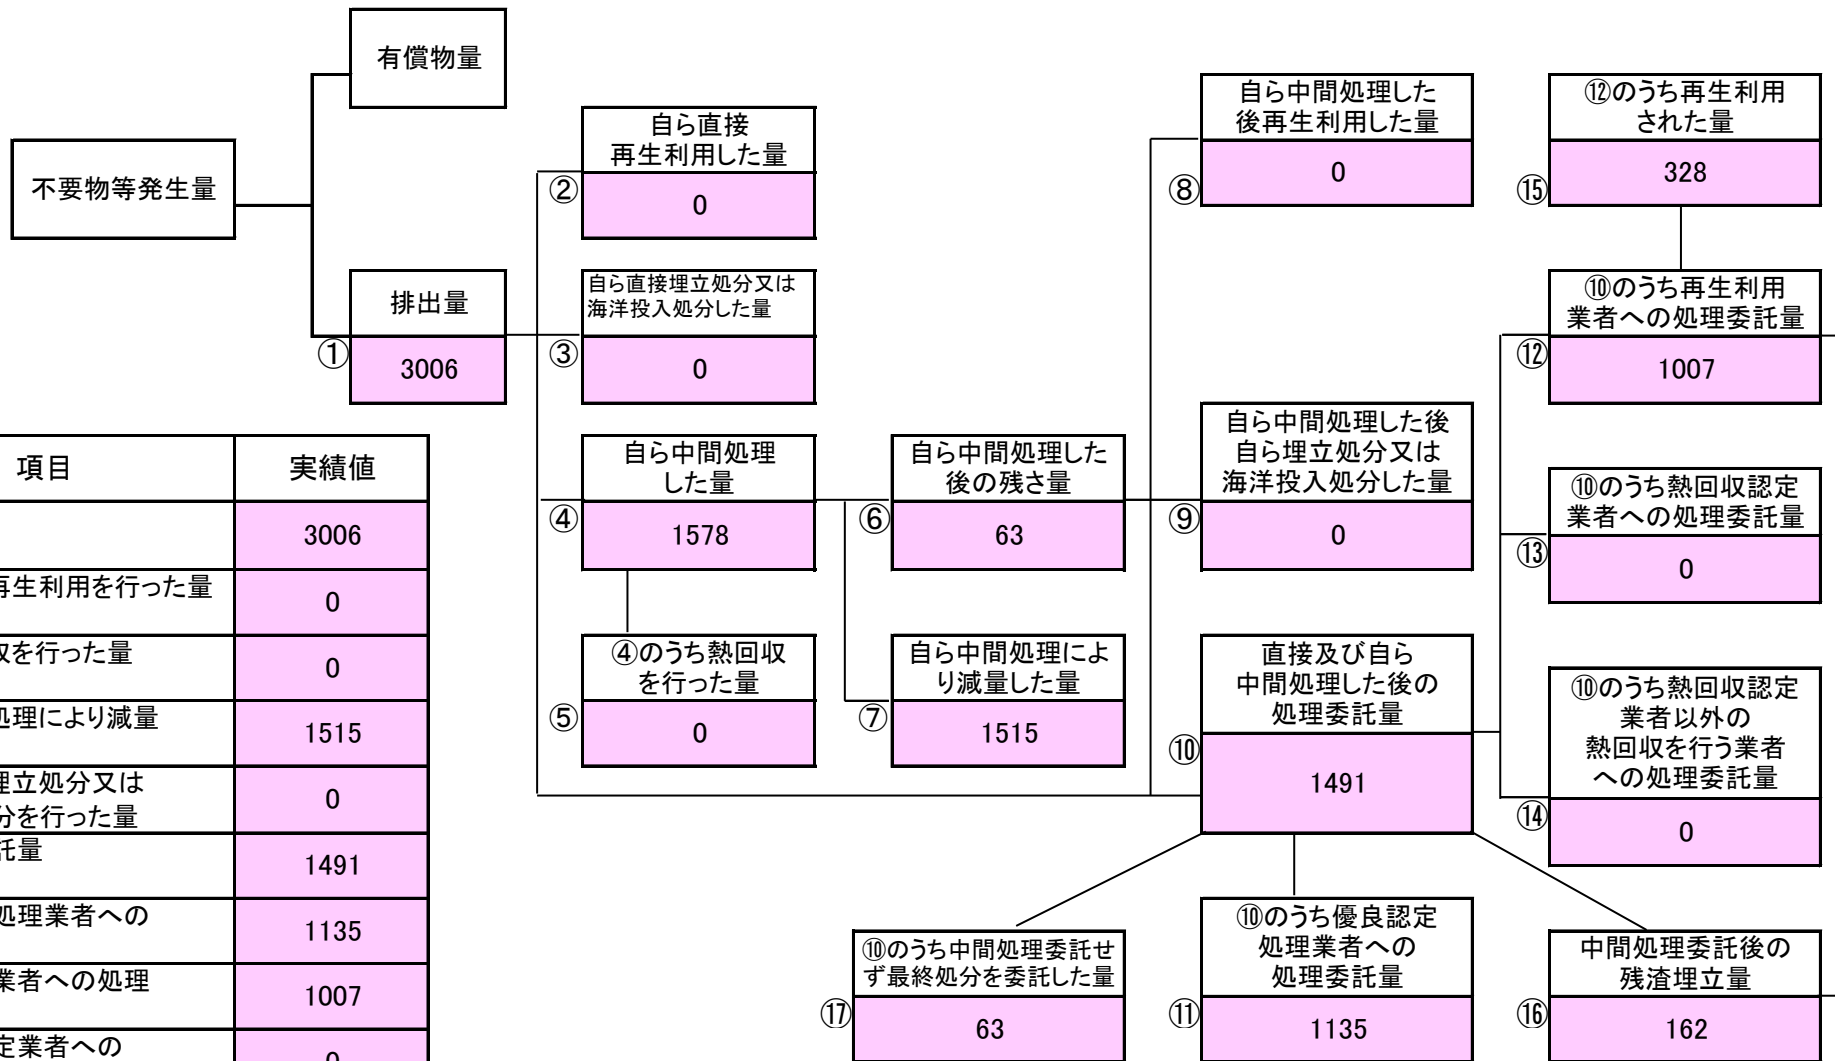 有償物量
不要物等発生量
排出量
①
3006
自ら直接
再生利用した量
②
0
自ら直接埋立処分又は
海洋投入処分した量
③
0
自ら中間処理
した量
④
1578
④のうち熱回収
を行った量
⑤
0
自ら中間処理した
後の残さ量
⑥
63
自ら中間処理によ
り減量した量
⑦
1515
自ら中間処理した
後再生利用した量
⑧
0
自ら中間処理した後
自ら埋立処分又は
海洋投入処分した量
⑨
0
直接及び自ら
中間処理した後の
処理委託量
⑩
1491
⑫のうち再生利用
された量
⑮
328
⑩のうち再生利用
業者への処理委託量
⑫
1007
⑩のうち熱回収認定
業者への処理委託量
⑬
0
⑩のうち熱回収認定
業者以外の
熱回収を行う業者
への処理委託量
⑭
0
⑩のうち中間処理委託せ
ず最終処分を委託した量
⑰
63
⑩のうち優良認定
処理業者への
処理委託量
⑪
1135
中間処理委託後の
残渣埋立量
⑯
162
項目 実績値
3006
再生利用を行った量 0
を行った量 0
処理により減量 1515
埋立処分又は
分を行った量 0
託量 1491
処理業者への 1135
業者への処理 1007
定業者への 0